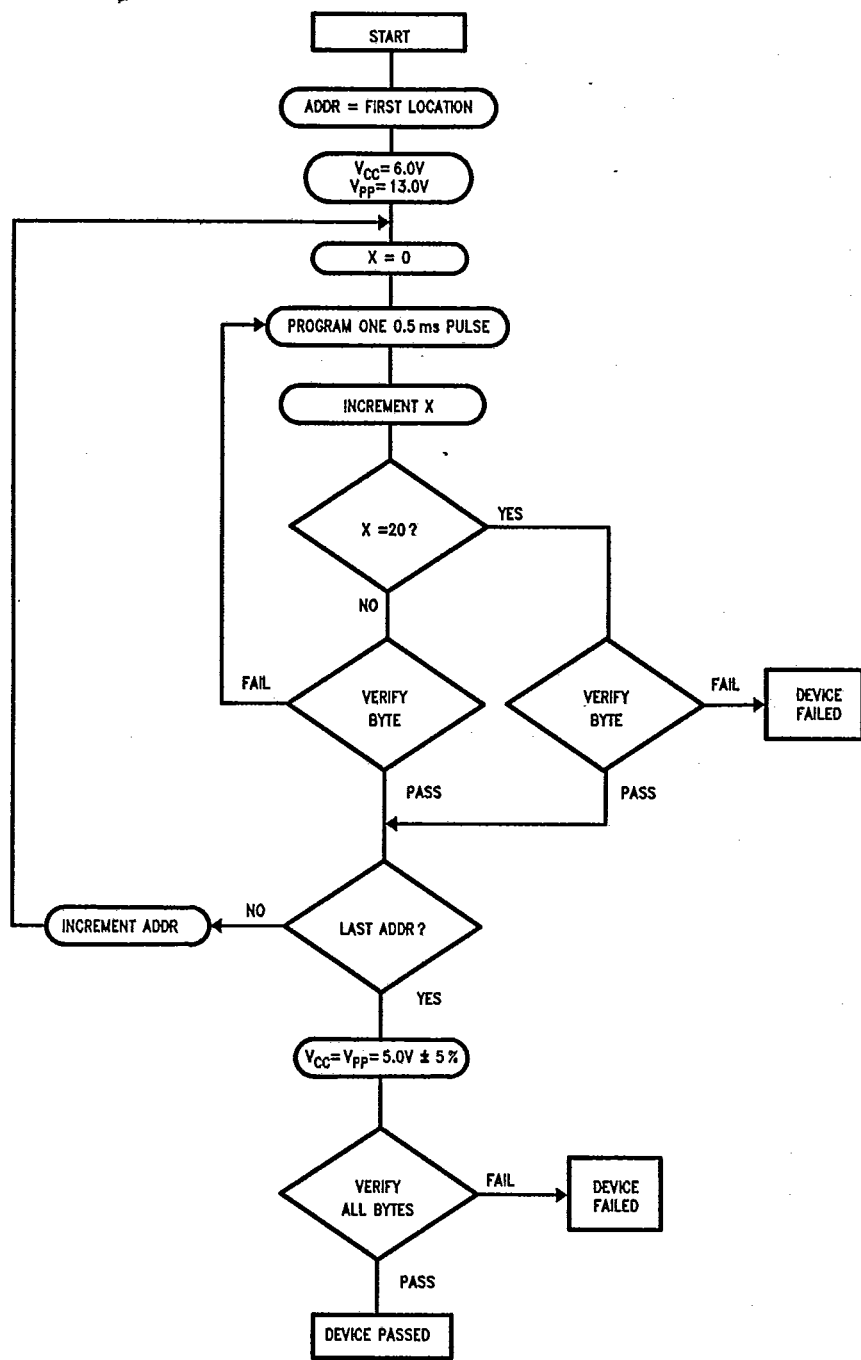 START
ADDR = FIRST LOCATION
VCC = 6.0V
VPP = 13.0V
X = 0
PROGRAM ONE 0.5 ms PULSE
INCREMENT X
X =20 ?
YES
NO
FAIL
VERIFY
BYTE
VERIFY
BYTE
FAIL
DEVICE
FAILED
PASS
PASS
INCREMENT ADDR
NO
LAST ADDR ?
YES
VCC = VPP = 5.0V ± 5 %
VERIFY
ALL BYTES
FAIL
DEVICE
FAILED
PASS
DEVICE PASSED